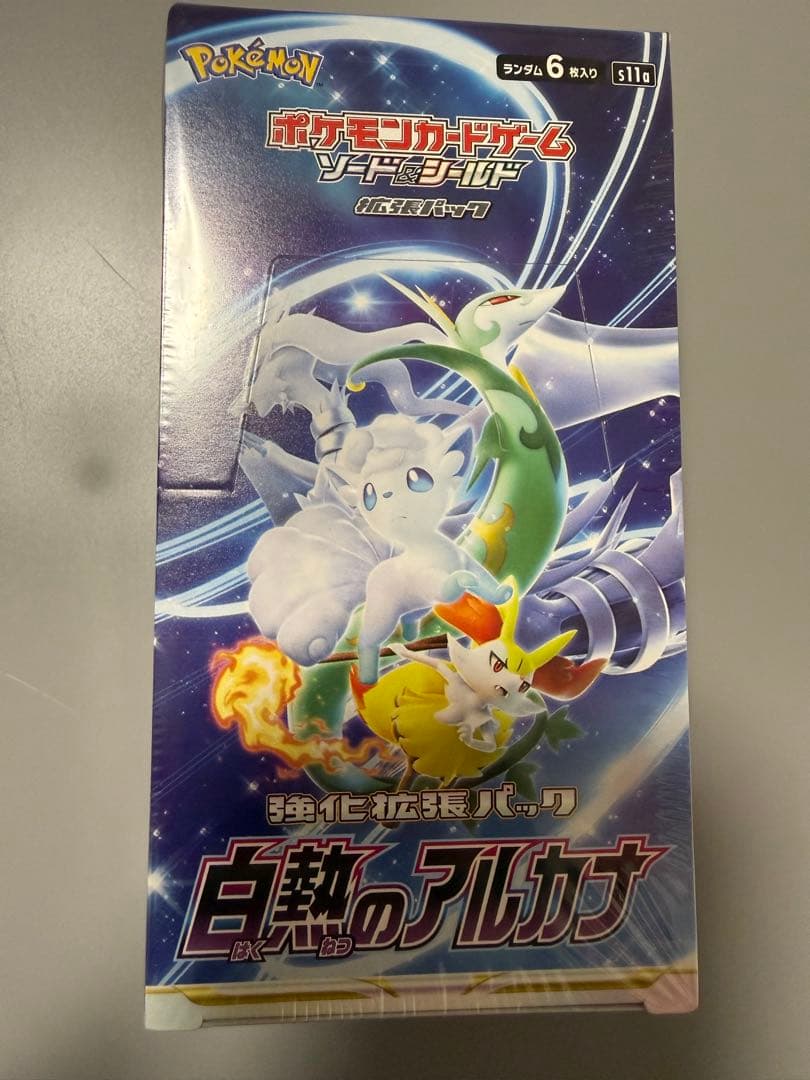 Pokémon
ランダム6枚入り s11a
ポケモンカードゲーム
ソード&シールド
拡張パック
強化拡張パック
白熱のアルカナ
はくねつ